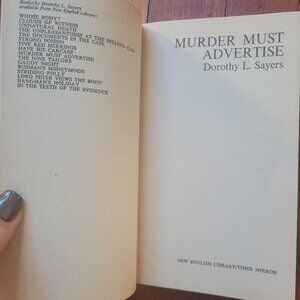 Books by Dorothy L. Sayers
available from New English Library:
WHOSE BODY?
CLOUDS OF WITNESS
UNNATURAL DEATH
THE UNPLEASANTNESS AT THE BELLONA CLUB
THE DOCUMENTS IN THE CASE
STRONG POISON
FIVE RED HERRINGS
HAVE HIS CARCASE
MURDER MUST ADVERTISE
THE NINE TAILORS
GAUDY NIGHT
BUSMAN'S HONEYMOON
STRIDING FOLLY
LORD PETER VIEWS THE BODY
HANGMAN'S HOLIDAY
IN THE TEETH OF THE EVIDENCE
MURDER MUST
ADVERTISE
Dorothy L. Sayers
NEW ENGLISH LIBRARY/TIMES MIRROR